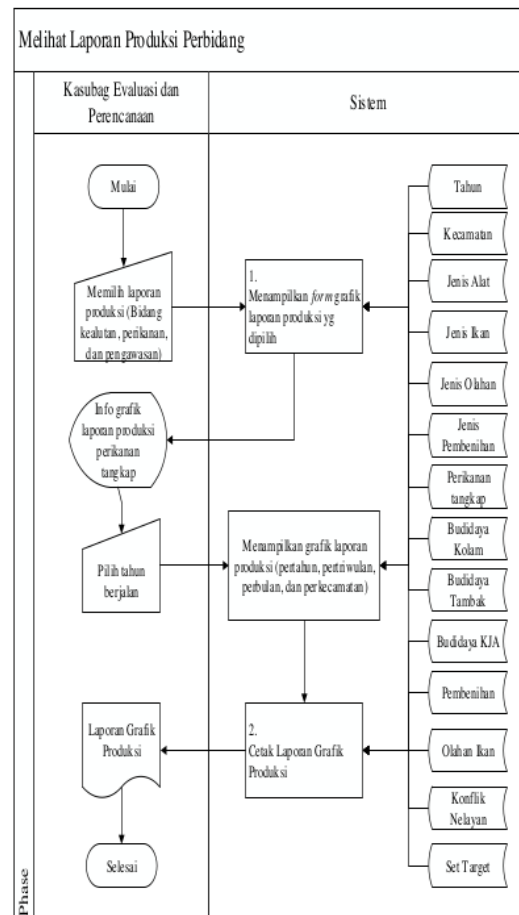 Melihat Laporan Produksi Perbidang
Kasubag Evaluasi dan
Perencanaan
Sistem
Mulai
Memilih laporan
produksi (Bidang
kealutan, perikanan,
dan pengawasan)
1.
Menampilkan form grafik
laporan produksi yg
dipilih
Info grafik
laporan produksi
perikanan
tangkap
Pilih tahun
berjalan
Menampilkan grafik laporan
produksi (pertahun, pertriwulan,
perbulan, dan perkecamatan)
2.
Cetak Laporan Grafik
Produksi
Laporan Grafik
Produksi
Selesai
Tahun
Kecamatan
Jenis Alat
Jenis Ikan
Jenis Olahan
Jenis
Pembenihan
Perikanan
tangkap
Budidaya
Kolam
Budidaya
Tambak
Budidaya KJA
Pembenihan
Olahan Ikan
Konflik
Nelayan
Set Target
Phase